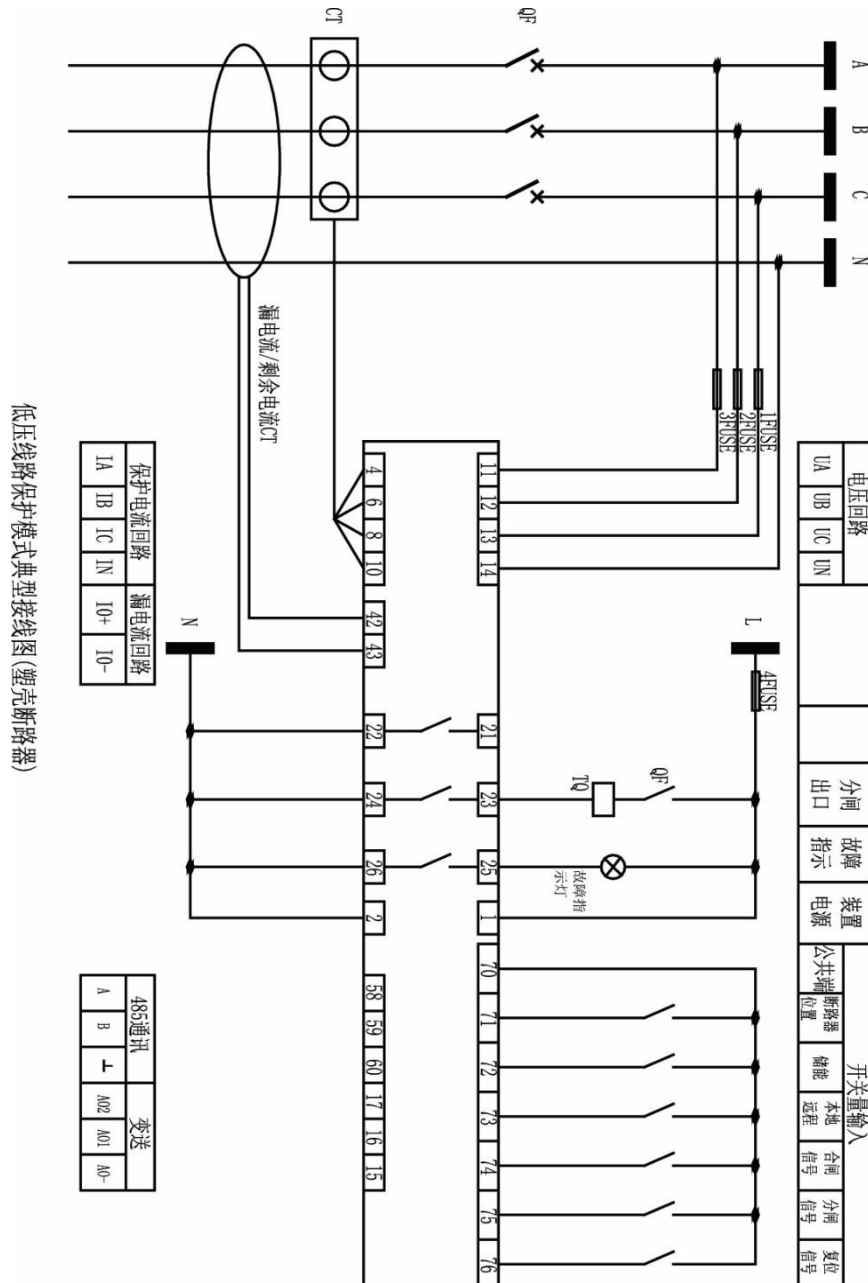 低压线路保护模式典型接线图(塑壳断路器)
A
B
C
N
QF
CT
漏电流/剩余电流CT
1FUSE
2FUSE
3FUSE
电压回路
UA UB UC UN
11 12 13 14
4 6 8 10 42 43
保护电流回路 漏电流回路
IA IB IC IN I0+ I0-
L
4FUSE
N
分闸出口
故障指示
装置电源
QF
TQ
故障指示灯
21 23 25 1
22 24 26 2
开关量输入
公共端
断路器位置
储能
本地远程
合闸信号
分闸信号
复位信号
70 71 72 73 74 75 76
58 59 60 17 16 15
485通讯 变送
A B ⊥ AO2 AO1 AO-